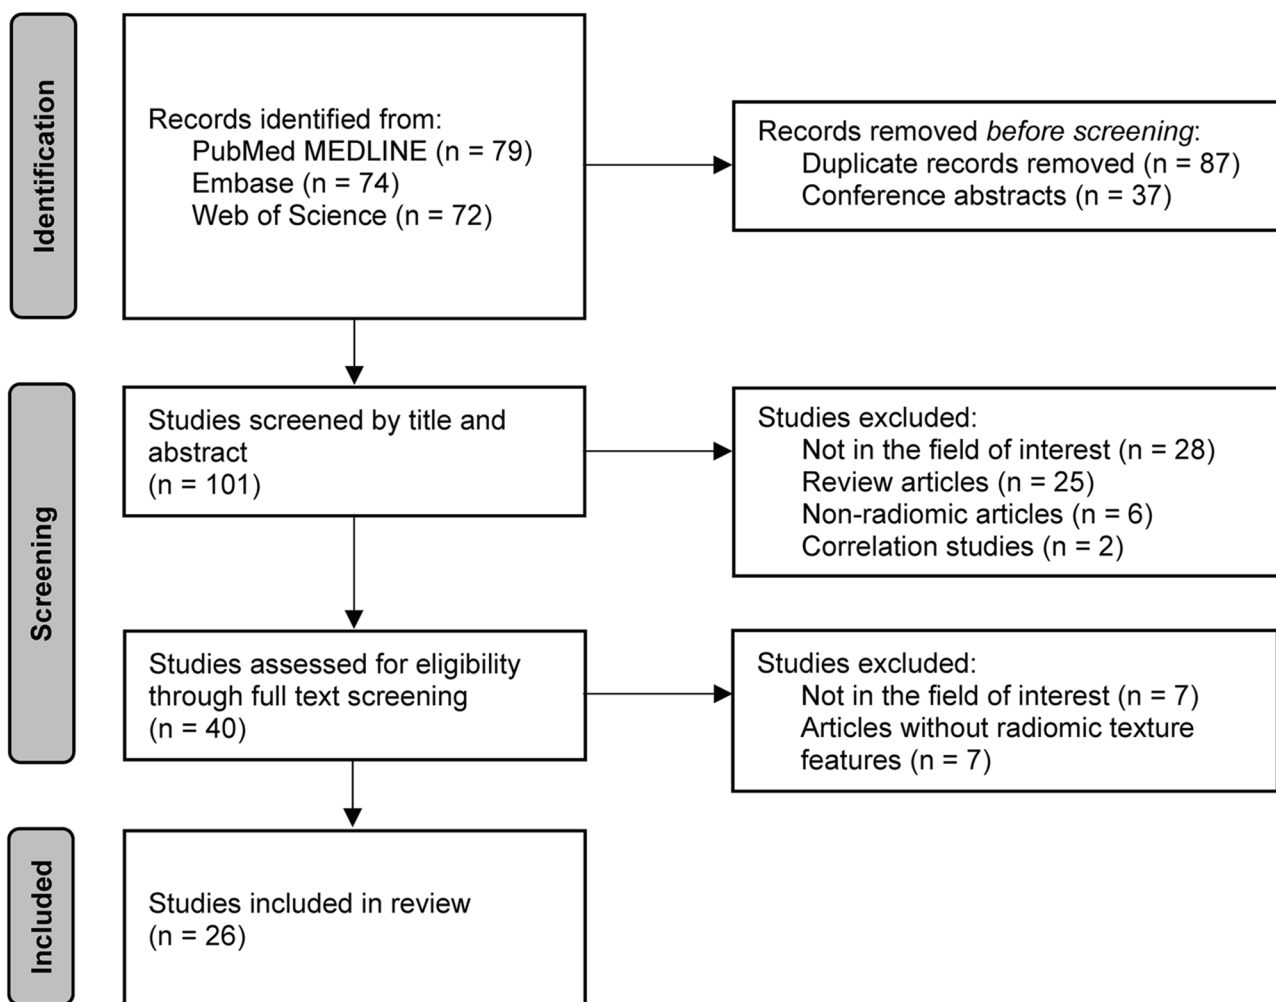 Identification
Records identified from:
PubMed MEDLINE (n = 79)
Embase (n = 74)
Web of Science (n = 72)
Records removed before screening:
Duplicate records removed (n = 87)
Conference abstracts (n = 37)
Screening
Studies screened by title and
abstract
(n = 101)
Studies excluded:
Not in the field of interest (n = 28)
Review articles (n = 25)
Non-radiomic articles (n = 6)
Correlation studies (n = 2)
Studies assessed for eligibility
through full text screening
(n = 40)
Studies excluded:
Not in the field of interest (n = 7)
Articles without radiomic texture
features (n = 7)
Included
Studies included in review
(n = 26)